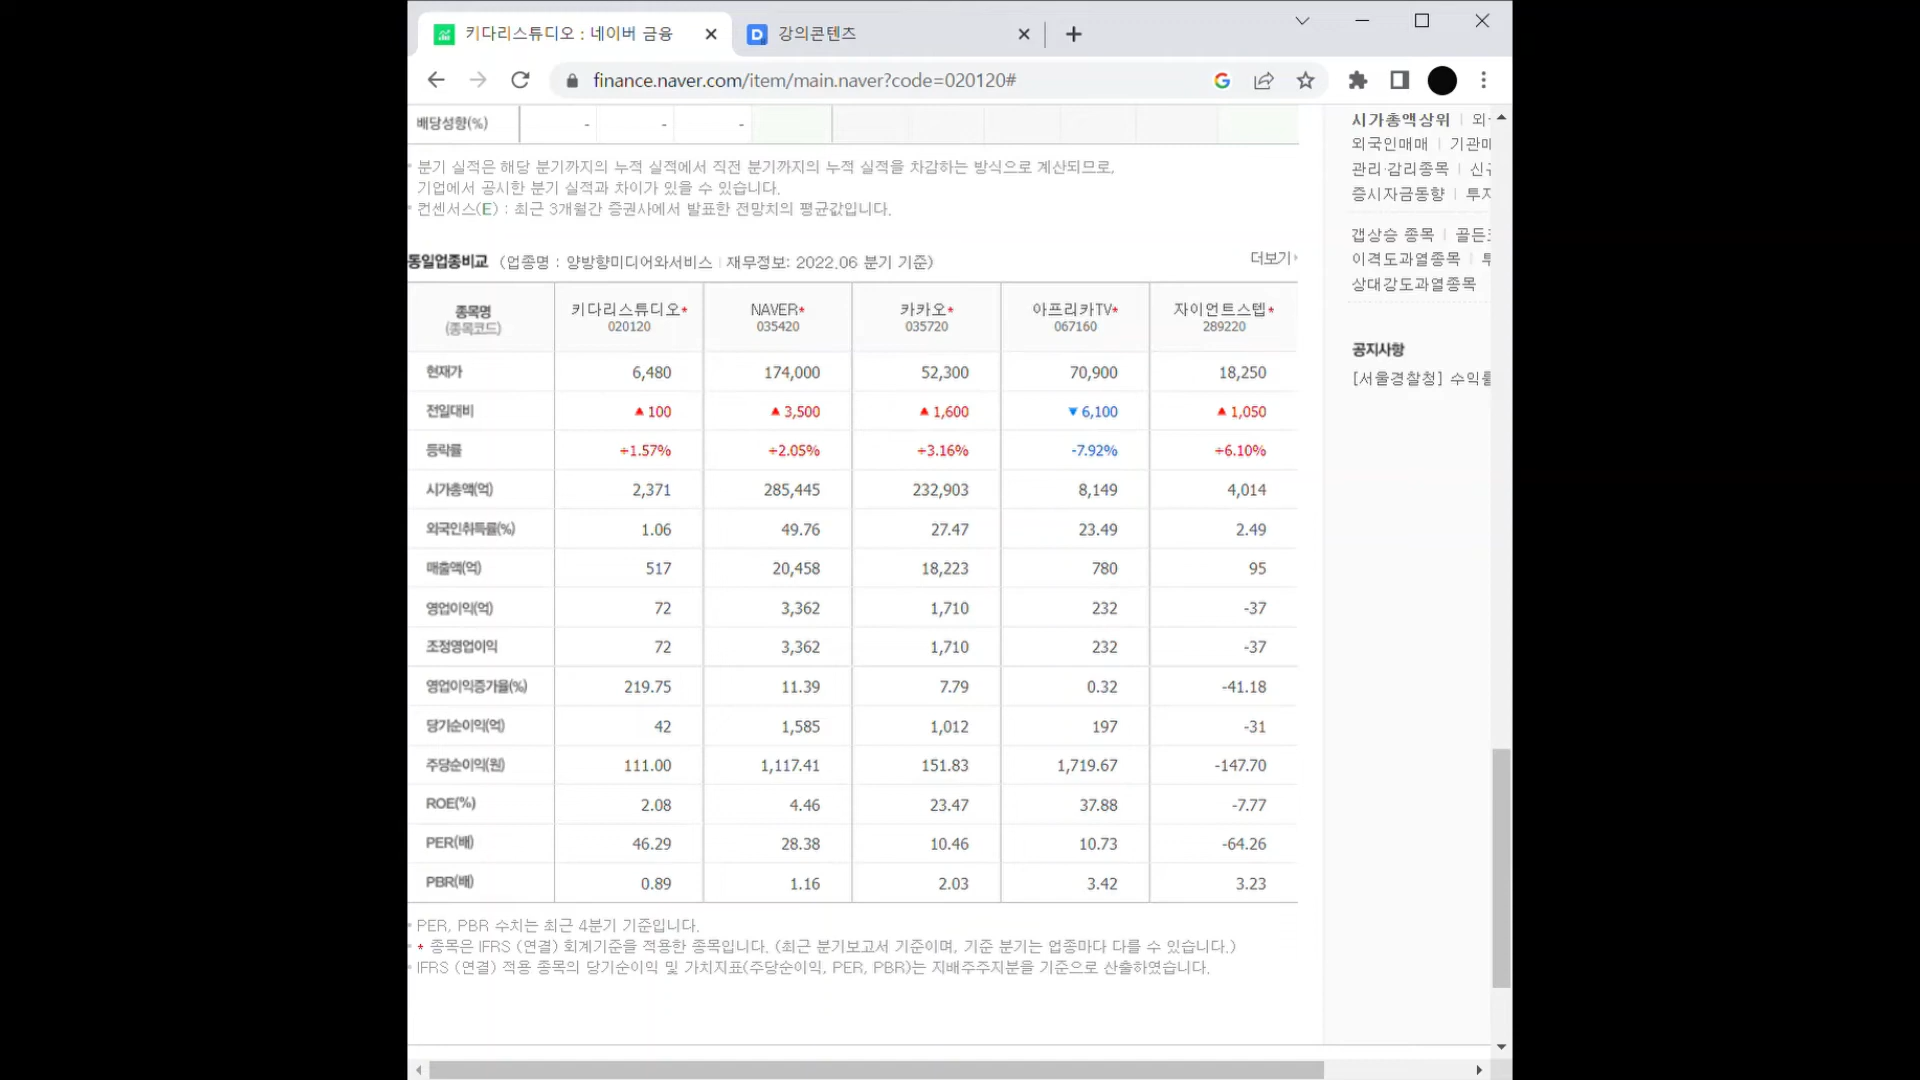 키다리스튜디오 : 네이버 금융
강의콘텐츠
finance.naver.com/item/main.naver?code=020120#
배당성향(%) - - -
* 분기 실적은 해당 분기까지의 누적 실적에서 직전 분기까지의 누적 실적을 차감하는 방식으로 계산되므로,
기업에서 공시한 분기 실적과 차이가 있을 수 있습니다.
* 컨센서스(E) : 최근 3개월간 증권사에서 발표한 전망치의 평균값입니다.
동일업종비교 (업종명 : 양방향미디어와서비스 | 재무정보: 2022.06 분기 기준)
더보기
종목명 (종목코드) 키다리스튜디오* 020120 NAVER* 035420 카카오* 035720 아프리카TV* 067160 자이언트스텝* 289220
현재가 6,480 174,000 52,300 70,900 18,250
전일대비 ▲100 ▲3,500 ▲1,600 ▼6,100 ▲1,050
등락률 +1.57% +2.05% +3.16% -7.92% +6.10%
시가총액(억) 2,371 285,445 232,903 8,149 4,014
외국인취득률(%) 1.06 49.76 27.47 23.49 2.49
매출액(억) 517 20,458 18,223 780 95
영업이익(억) 72 3,362 1,710 232 -37
조정영업이익 72 3,362 1,710 232 -37
영업이익증가율(%) 219.75 11.39 7.79 0.32 -41.18
당기순이익(억) 42 1,585 1,012 197 -31
주당순이익(원) 111.00 1,117.41 151.83 1,719.67 -147.70
ROE(%) 2.08 4.46 23.47 37.88 -7.77
PER(배) 46.29 28.38 10.46 10.73 -64.26
PBR(배) 0.89 1.16 2.03 3.42 3.23
* PER, PBR 수치는 최근 4분기 기준입니다.
* * 종목은 IFRS (연결) 회계기준을 적용한 종목입니다. (최근 분기보고서 기준이며, 기준 분기는 업종마다 다를 수 있습니다.)
* IFRS (연결) 적용 종목의 당기순이익 및 가치지표(주당순이익, PER, PBR)는 지배주주지분을 기준으로 산출하였습니다.
시가총액상위 | 외
외국인매매 | 기관
관리·감리종목 | 신
증시자금동향 | 투
갭상승 종목 | 골든
이격도과열종목 | 투
상대강도과열종목
공지사항
[서울경찰청] 수익